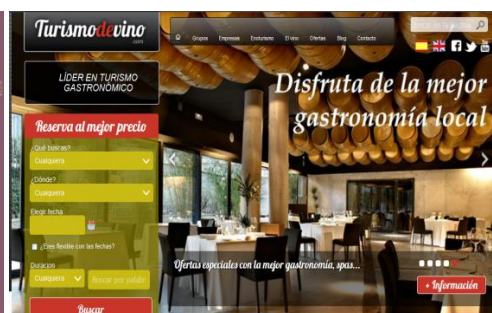 Turismodevino
.com
Grupos Empresas Enoturismo El vino Ofertas Blog Contacto
LÍDER EN TURISMO
GASTRONÓMICO
Disfruta de la mejor
gastronomía local
Reserva al mejor precio
¿Qué buscas?
Cualquiera
¿Dónde?
Cualquiera
Elegir fecha
¿Eres flexible con las fechas?
Duración
Cualquiera
Buscar por palabr
Buscar
Ofertas especiales con la mejor gastronomía, spas...
+ Información